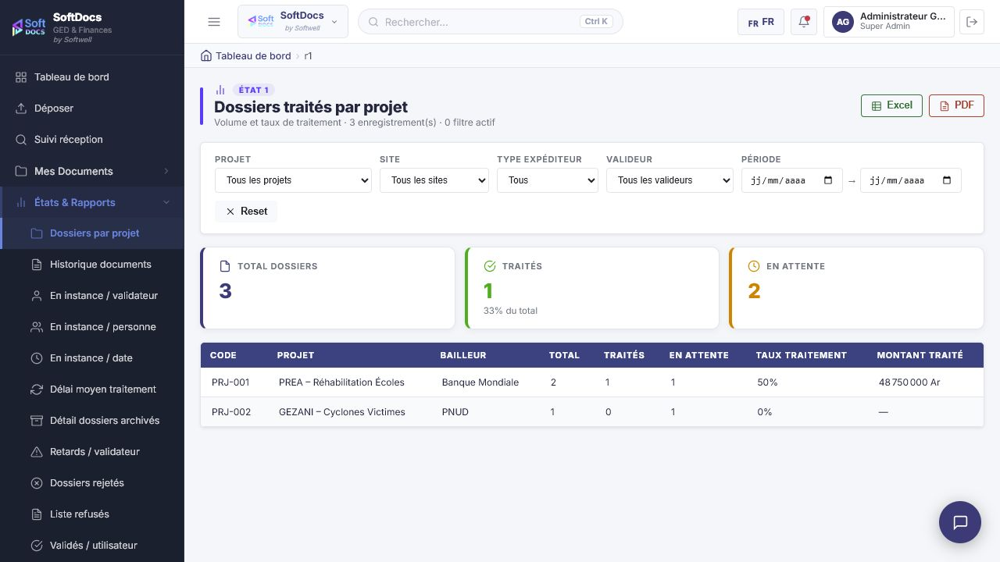 Soft
DOCS
SoftDocs
GED & Finances
by Softwell
Tableau de bord
Déposer
Suivi réception
Mes Documents
États & Rapports
Dossiers par projet
Historique documents
En instance / validateur
En instance / personne
En instance / date
Délai moyen traitement
Détail dossiers archivés
Retards / validateur
Dossiers rejetés
Liste refusés
Validés / utilisateur
Soft
DOCS
SoftDocs
by Softwell
Rechercher...
Ctrl K
FR FR
AG
Administrateur G...
Super Admin
Tableau de bord › r1
ÉTAT 1
Dossiers traités par projet
Volume et taux de traitement · 3 enregistrement(s) · 0 filtre actif
Excel
PDF
PROJET SITE TYPE EXPÉDITEUR VALIDEUR PÉRIODE
Tous les projets Tous les sites Tous Tous les valideurs jj/mm/aaaa → jj/mm/aaaa
Reset
TOTAL DOSSIERS
3
TRAITÉS
1
33% du total
EN ATTENTE
2
CODE PROJET BAILLEUR TOTAL TRAITÉS EN ATTENTE TAUX TRAITEMENT MONTANT TRAITÉ
PRJ-001 PREA – Réhabilitation Écoles Banque Mondiale 2 1 1 50% 48 750 000 Ar
PRJ-002 GEZANI – Cyclones Victimes PNUD 1 0 1 0% —